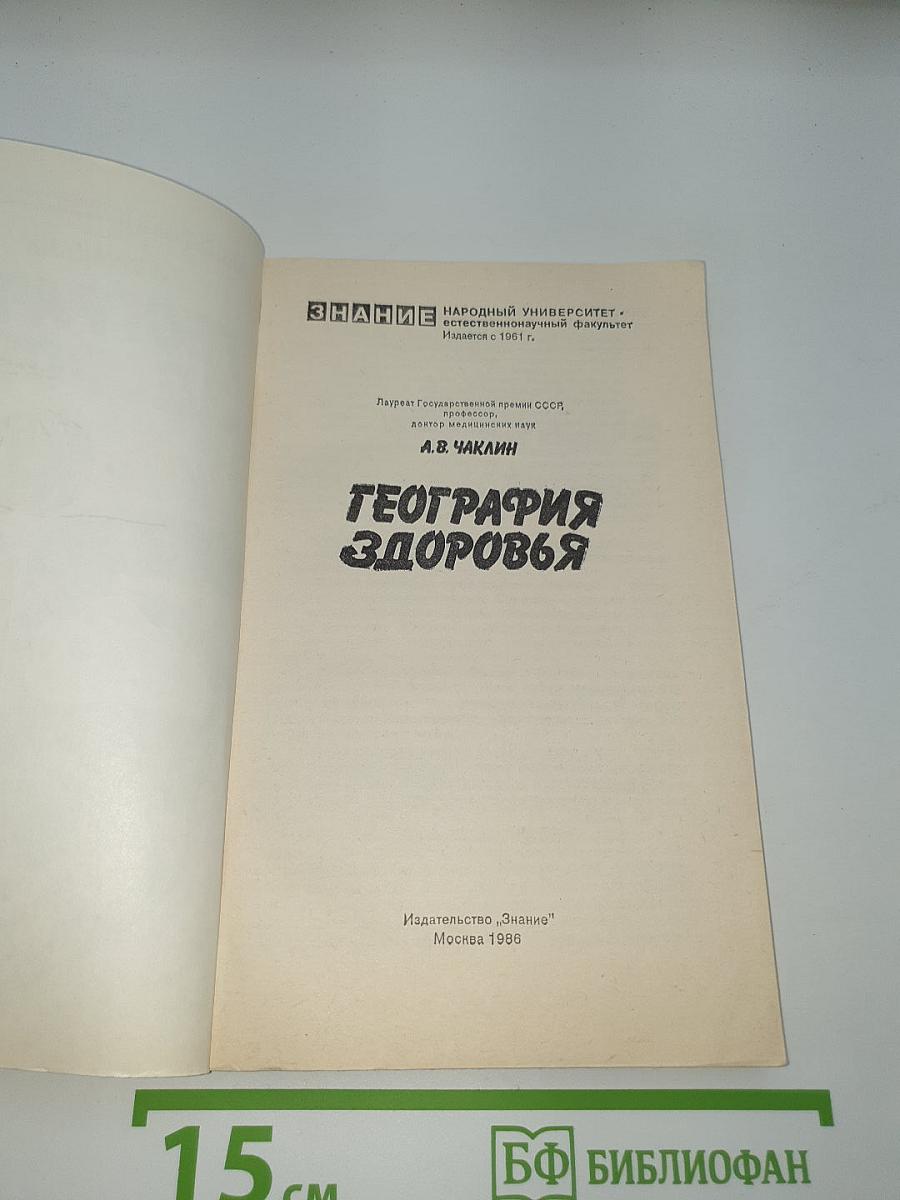 ЗНАНИЕ НАРОДНЫЙ УНИВЕРСИТЕТ •
естественнонаучный факультет
Издается с 1961 г.
Лауреат Государственной премии СССР,
профессор,
доктор медицинских наук
А.В. ЧАКЛИН
ГЕОГРАФИЯ
ЗДОРОВЬЯ
Издательство „Знание"
Москва 1986
15 см
БФ БИБЛИОФАН